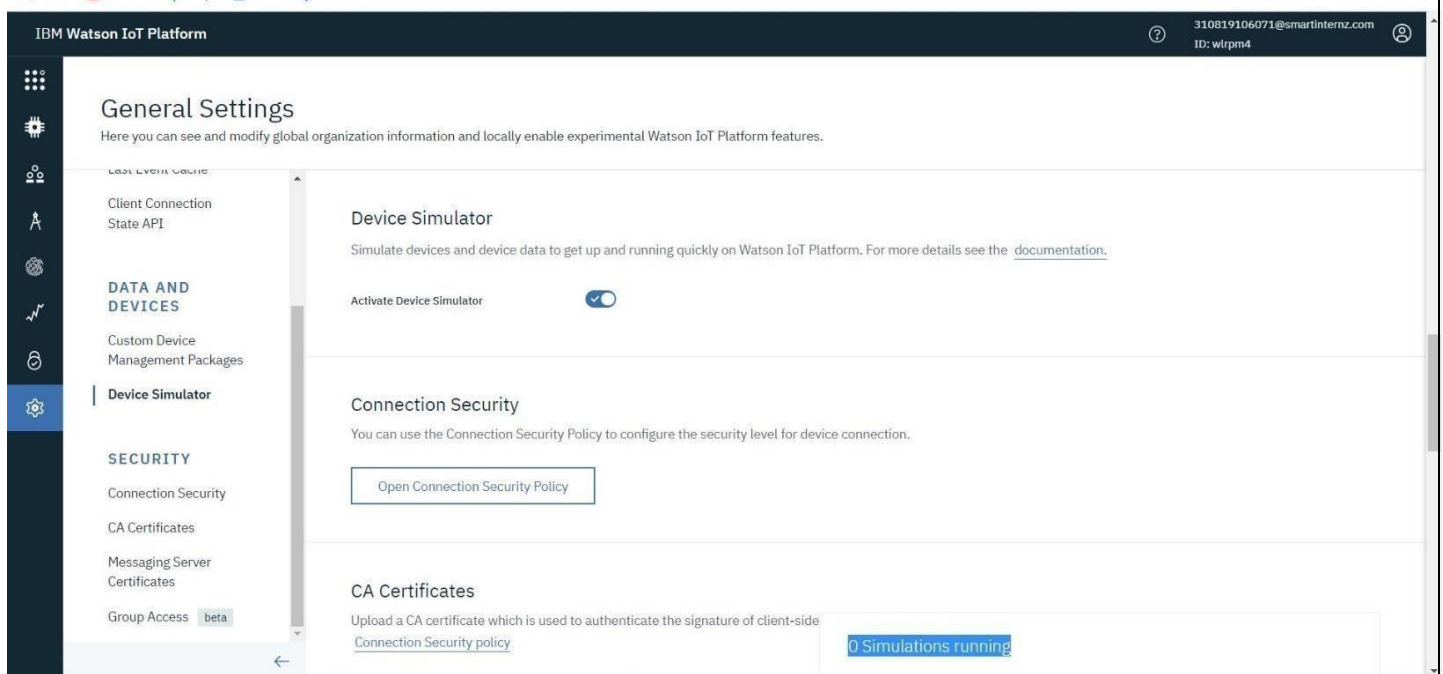 IBM Watson IoT Platform
310819106071@smartinternz.com
ID: wlrpm4
General Settings
Here you can see and modify global organization information and locally enable experimental Watson IoT Platform features.
Last Event Cache
Client Connection
State API
DATA AND
DEVICES
Custom Device
Management Packages
Device Simulator
SECURITY
Connection Security
CA Certificates
Messaging Server
Certificates
Group Access beta
Device Simulator
Simulate devices and device data to get up and running quickly on Watson IoT Platform. For more details see the documentation.
Activate Device Simulator
Connection Security
You can use the Connection Security Policy to configure the security level for device connection.
Open Connection Security Policy
CA Certificates
Upload a CA certificate which is used to authenticate the signature of client-side
Connection Security policy
0 Simulations running